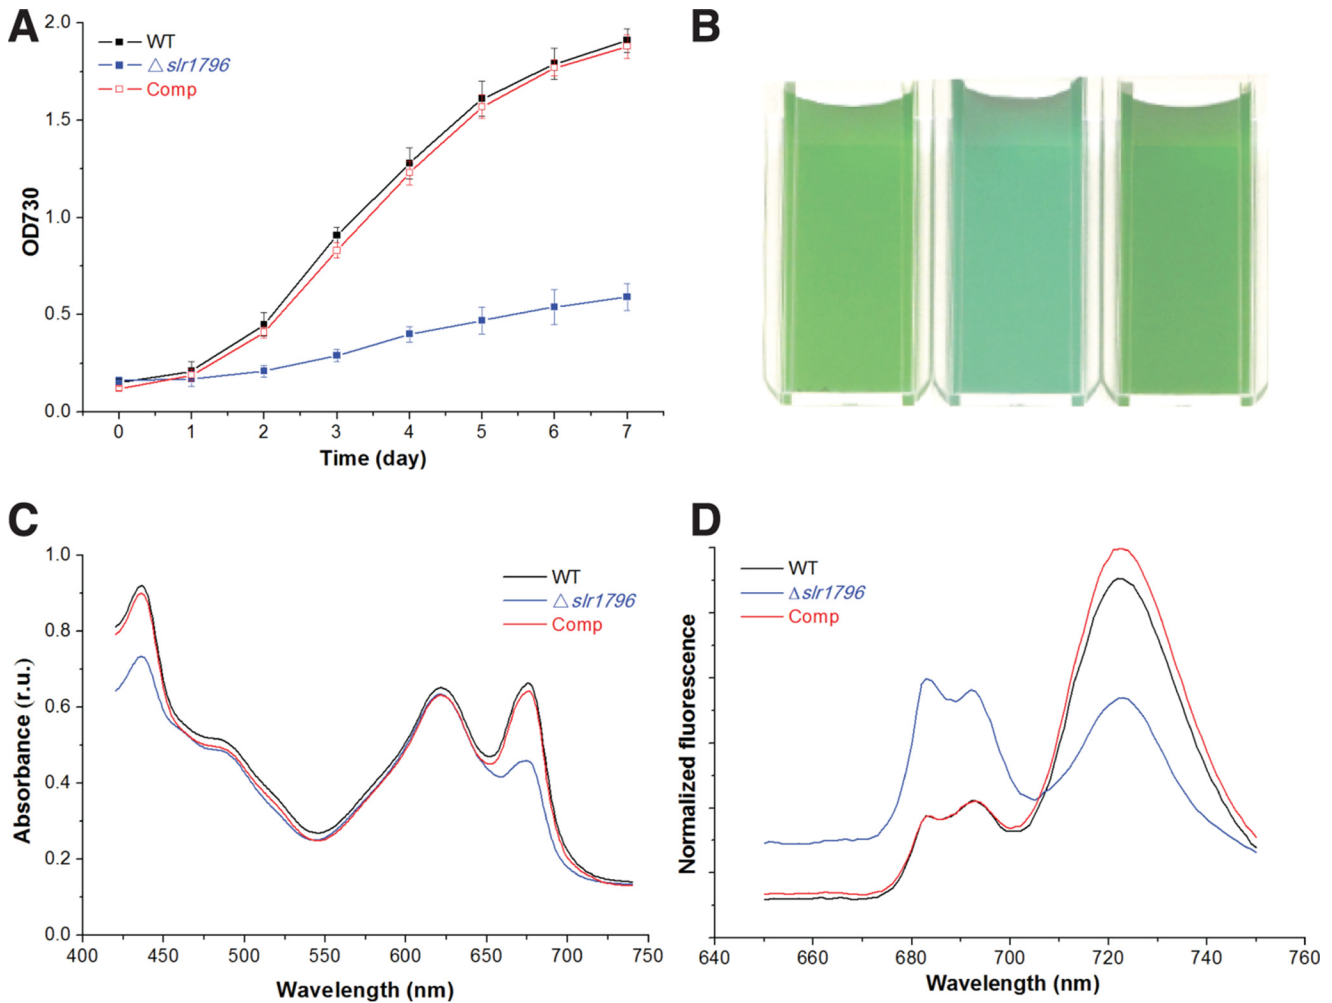 A
2.0
1.5
1.0
0.5
0.0
OD730
WT
△ slr1796
Comp
0 1 2 3 4 5 6 7
Time (day)
B
C
1.0
0.8
0.6
0.4
0.2
0.0
Absorbance (r.u.)
WT
△ slr1796
Comp
400 450 500 550 600 650 700 750
Wavelength (nm)
D
Normalized fluorescence
WT
Δ slr1796
Comp
640 660 680 700 720 740 760
Wavelength (nm)